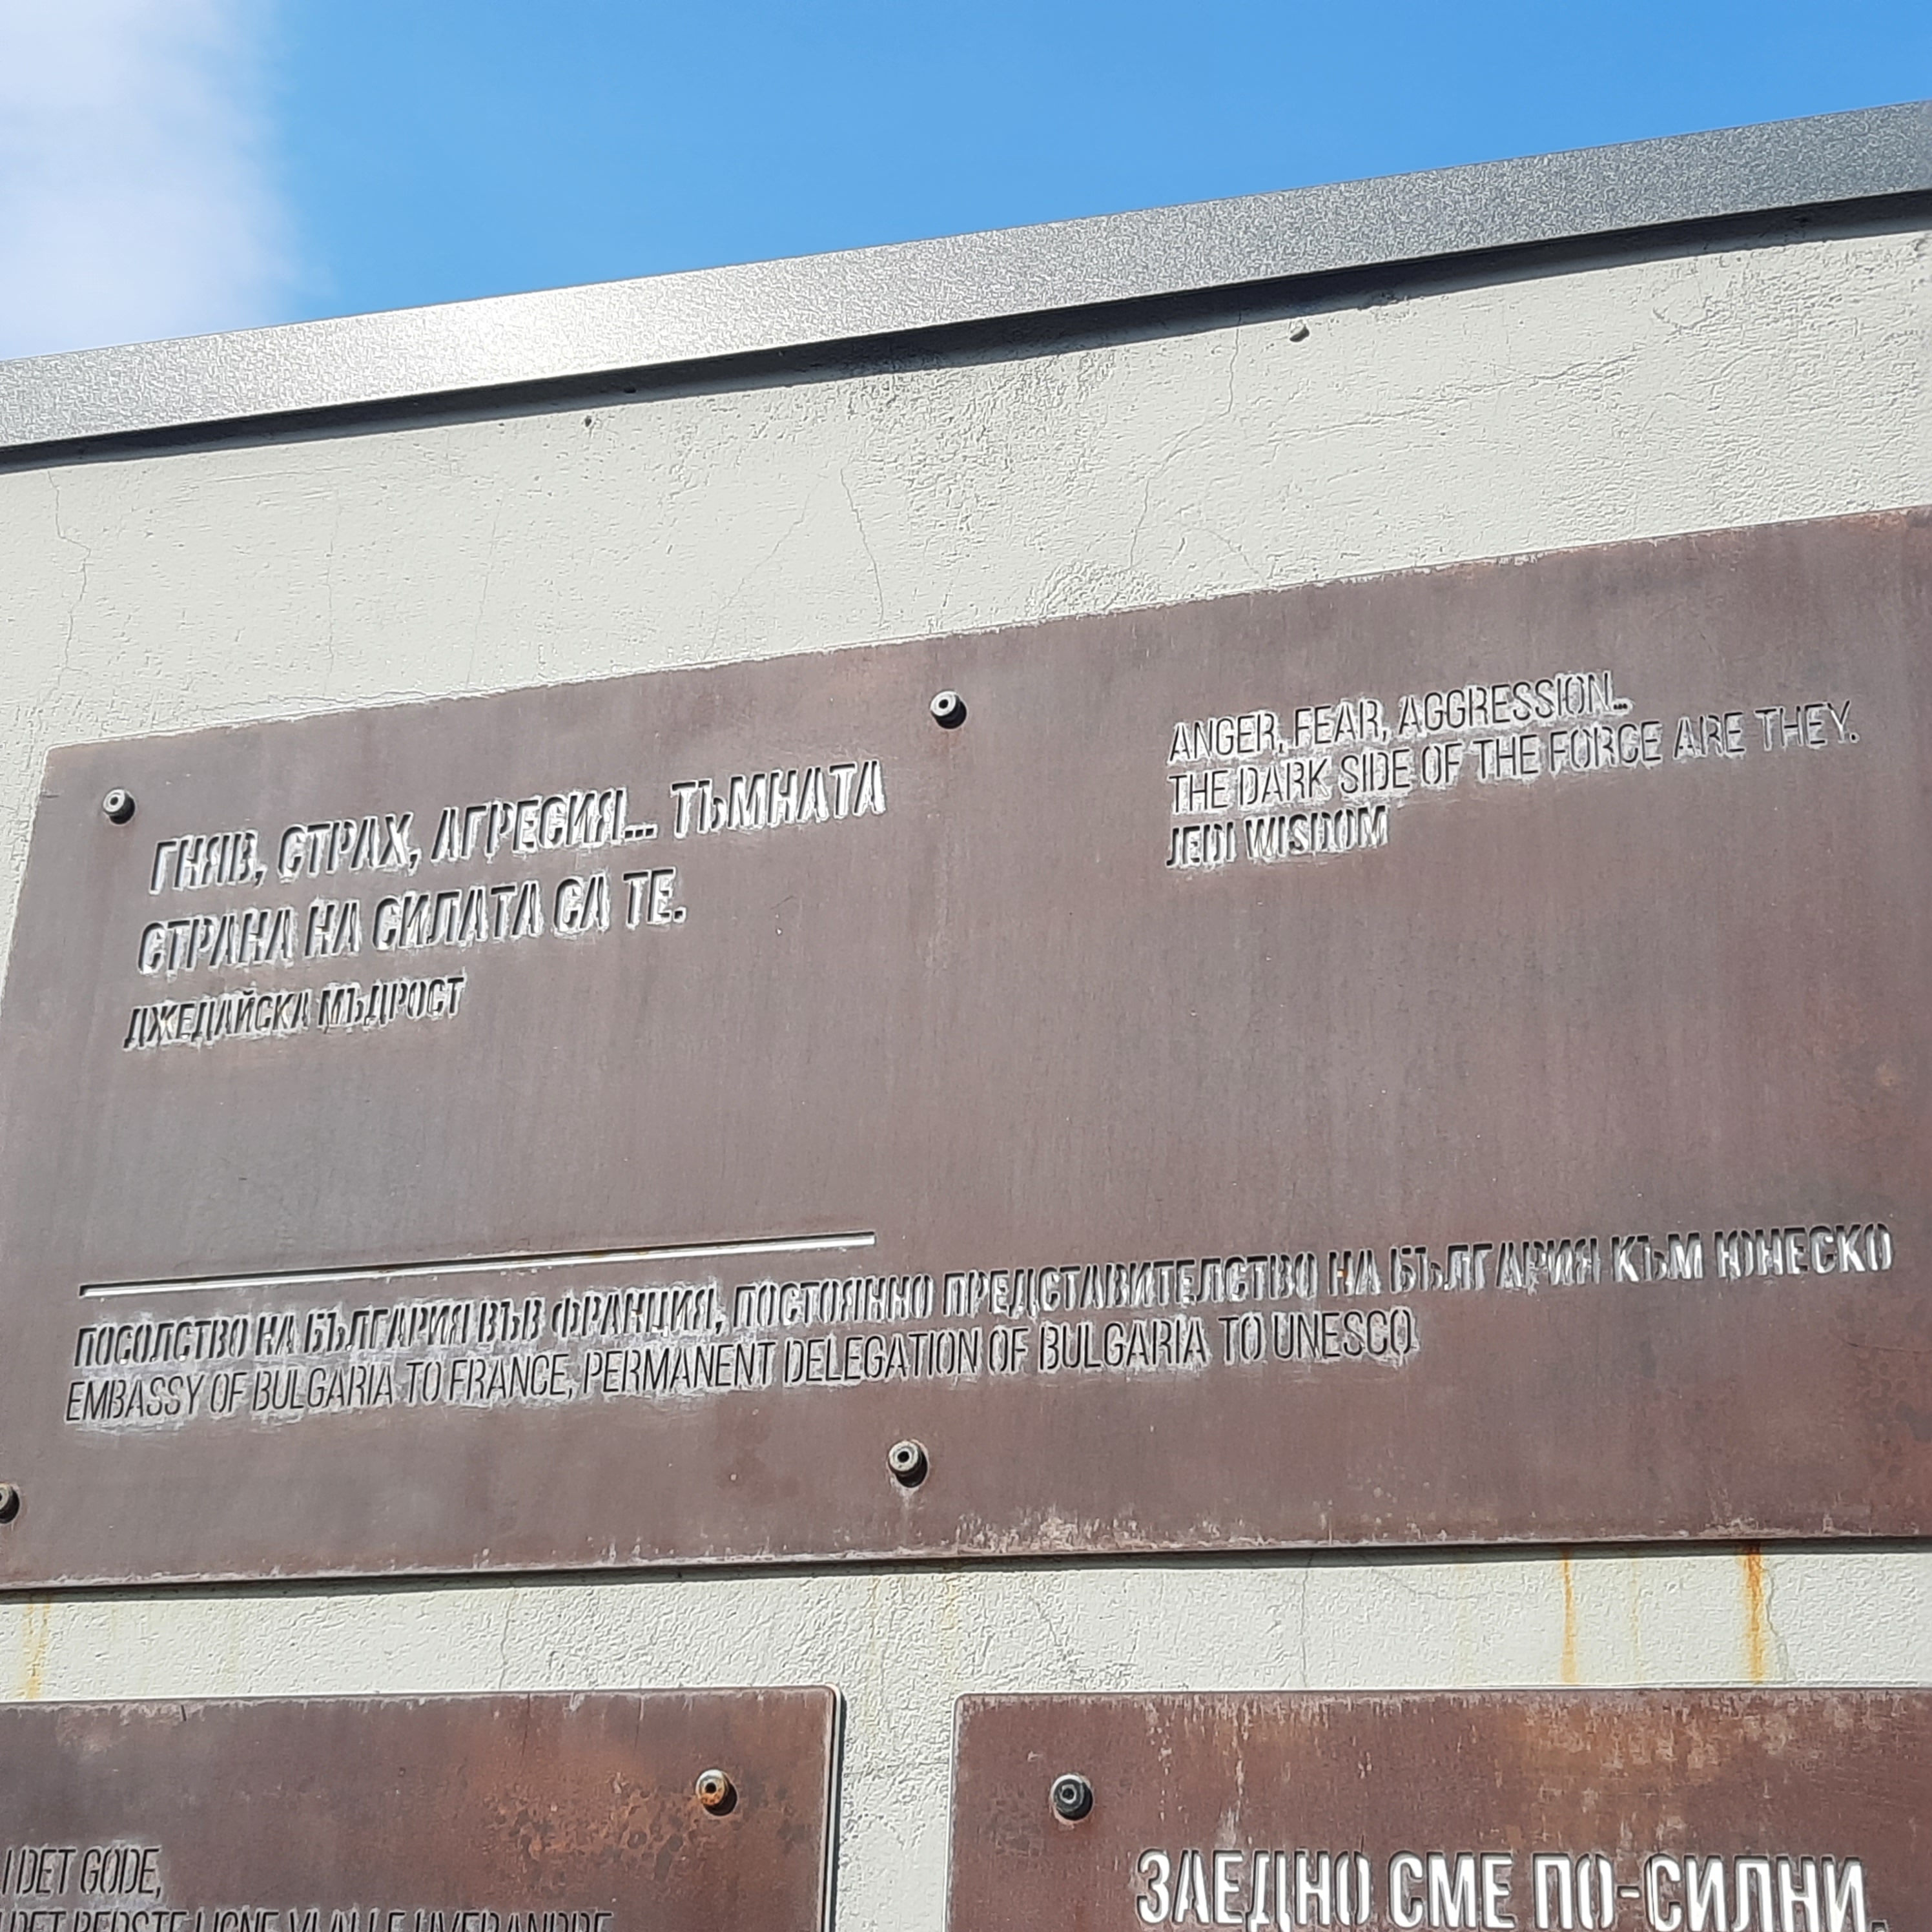 ГНЯВ, СТРАХ, АГРЕСИЯ... ТЪМНАТА
СТРАНА НА СИЛАТА СА ТЕ.
ДЖЕДАЙСКА МЪДРОСТ
ANGER, FEAR, AGGRESSION...
THE DARK SIDE OF THE FORCE ARE THEY.
JEDI WISDOM
ПОСОЛСТВО НА БЪЛГАРИЯ ВЪВ ФРАНЦИЯ, ПОСТОЯННО ПРЕДСТАВИТЕЛСТВО НА БЪЛГАРИЯ КЪМ ЮНЕСКО
EMBASSY OF BULGARIA TO FRANCE, PERMANENT DELEGATION OF BULGARIA TO UNESCO
I DET GODE,
ЗАЕДНО СМЕ ПО-СИЛНИ.